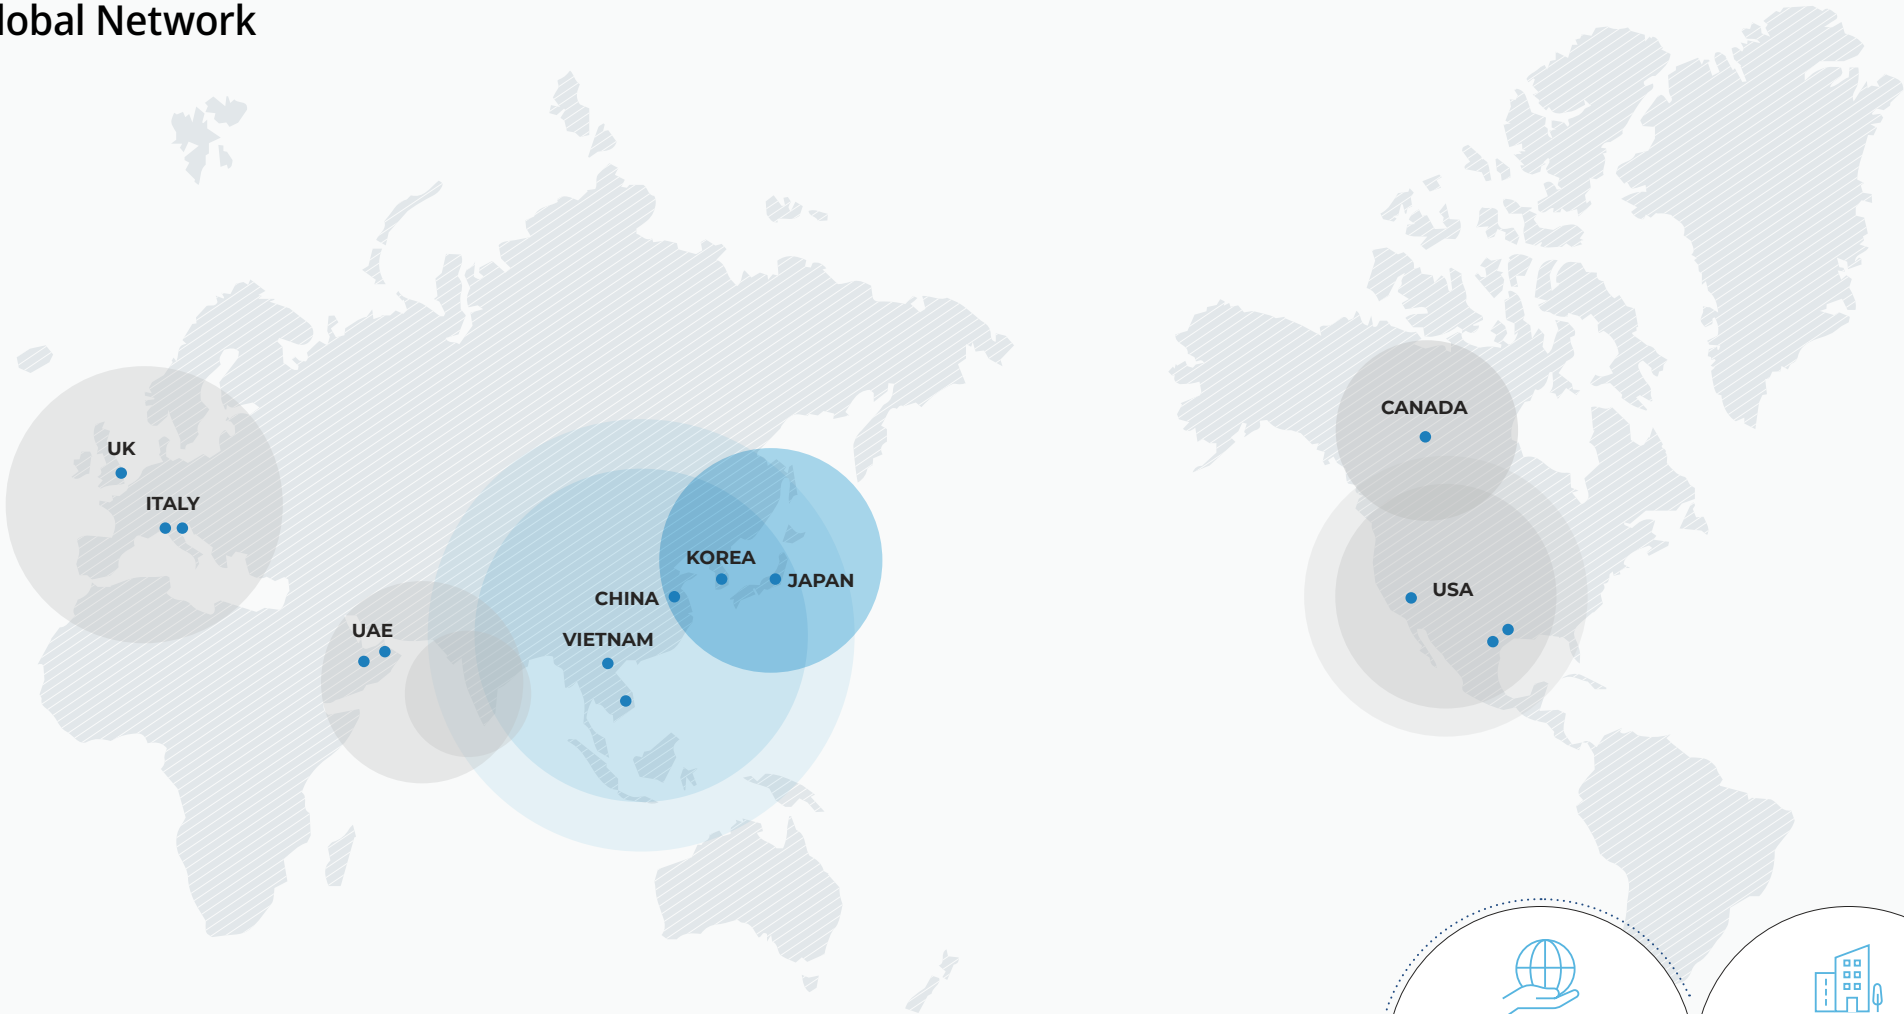 lobal Network
CANADA
UK
ITALY
KOREA
JAPAN
USA
CHINA
UAE
VIETNAM